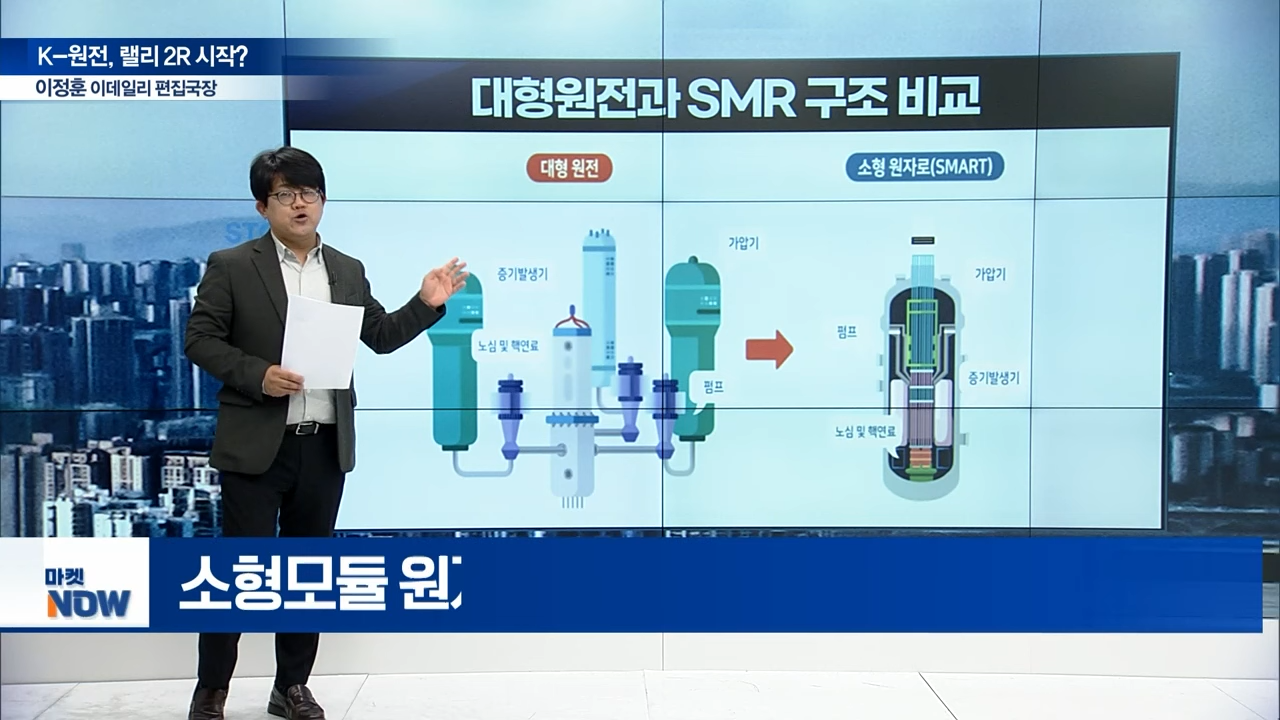 K-원전, 랠리 2R 시작?
이정훈 이데일리 편집국장
대형원전과 SMR 구조 비교
대형 원전
소형 원자로(SMART)
가압기
증기발생기
노심 및 핵연료
펌프
가압기
펌프
증기발생기
노심 및 핵연료
마켓
NOW
소형모듈 원